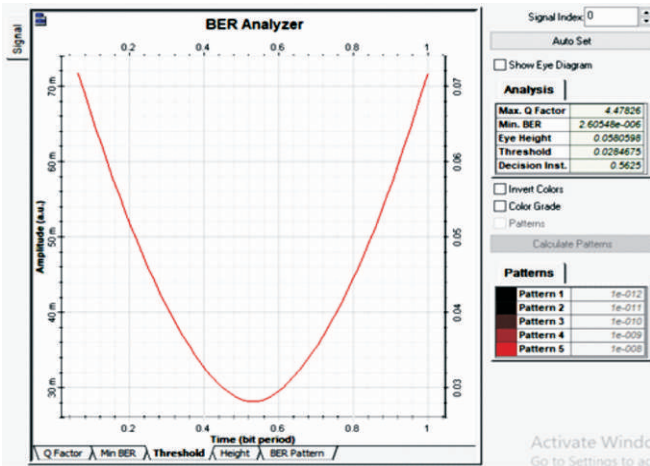 Signal
BER Analyzer
0.2 0.4 0.6 0.8 1
70 m
60 m
50 m
40 m
30 m
Amplitude (a.u.)
0.07
0.06
0.05
0.04
0.03
0.2 0.4 0.6 0.8 1
Time (bit period)
Q Factor Min BER Threshold Height BER Pattern
Signal Index: 0
Auto Set
Show Eye Diagram
Analysis
Max. Q Factor 4.47826
Min. BER 2.60548e-006
Eye Height 0.0580598
Threshold 0.0284675
Decision Inst. 0.5625
Invert Colors
Color Grade
Patterns
Calculate Patterns
Patterns
Pattern 1 1e-012
Pattern 2 1e-011
Pattern 3 1e-010
Pattern 4 1e-009
Pattern 5 1e-008
Activate Windo
Go to Settings to ac